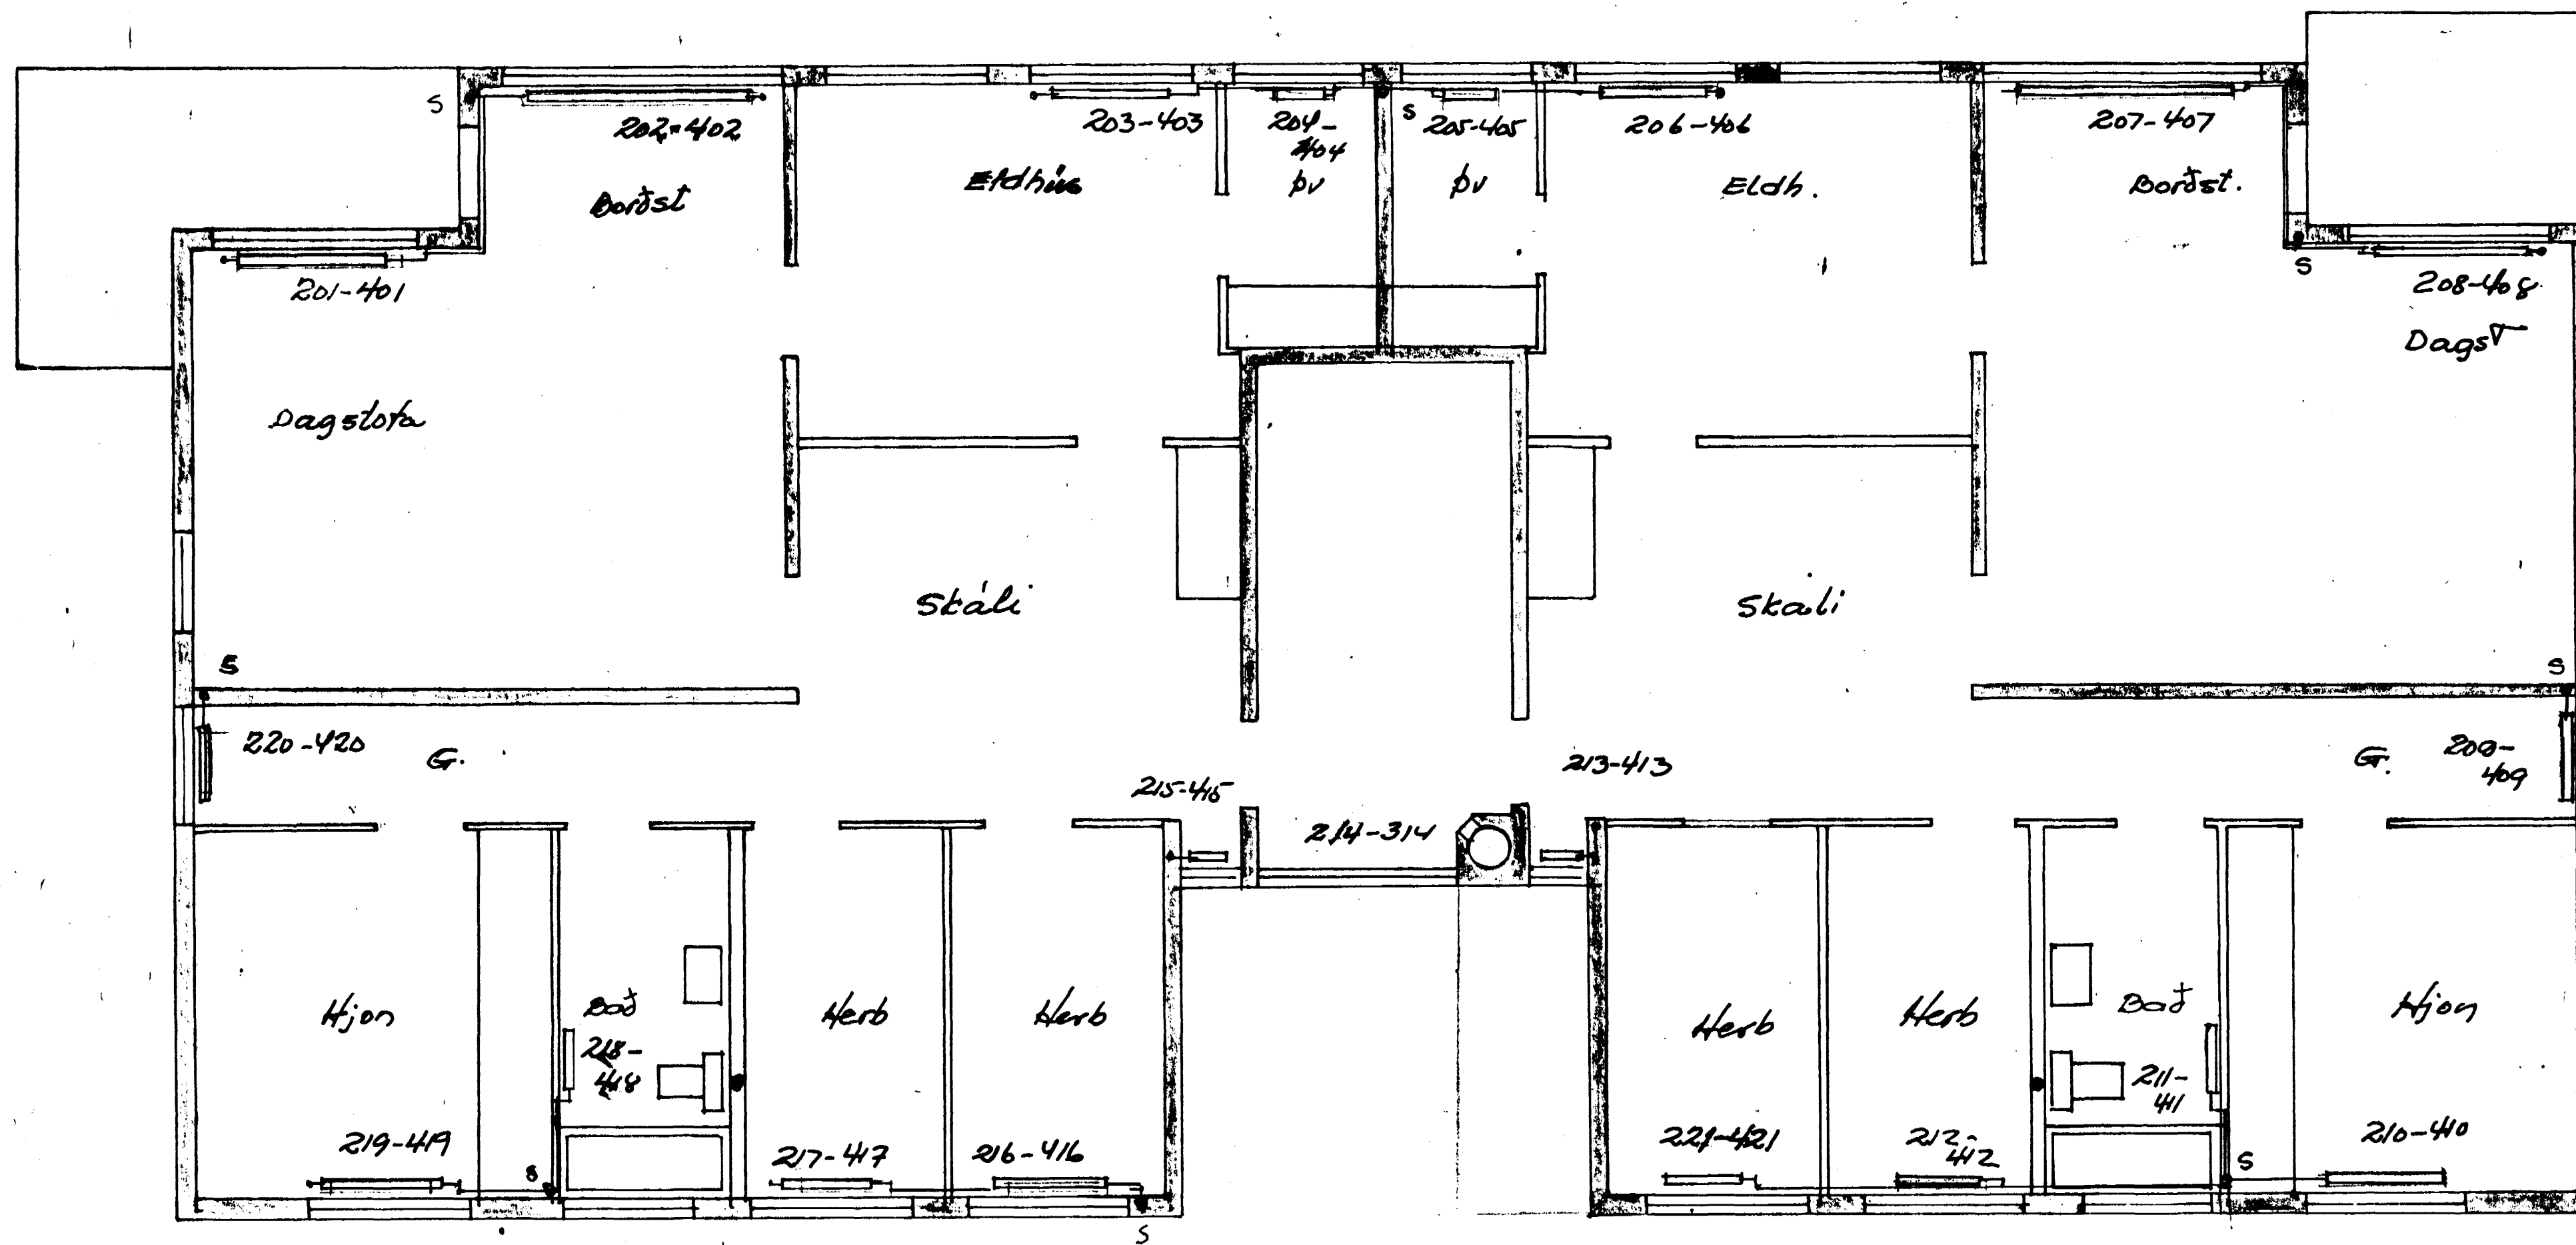 S
202-402
203-403
204-
404
S
205-405
206-406
207-407
Borðst
Eldhús
þv
þv
Eldh.
Borðst.
201-401
S
208-408
Dagst
Dagstofa
Skáli
Skali
S
S
220-420
G.
215-415
213-413
G.
209-
409
214-314
Hjon
Bað
218-
418
Herb
Herb
Herb
Herb
Bað
211-
411
Hjon
219-419
S
217-417
216-416
221-421
212-
412
S
210-410
S